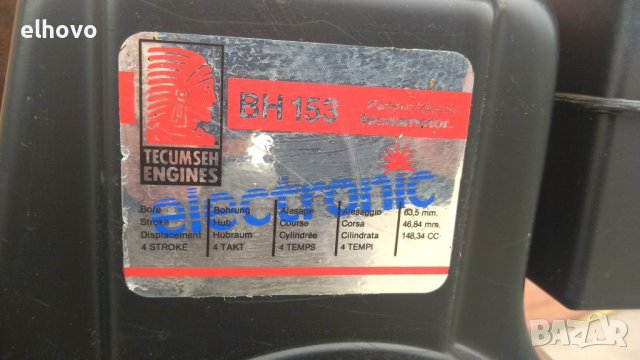 elhovo
TECUMSEH
ENGINES
BH 153
electronic
Bore Bohrung Alesage Alesaggio 63,5 mm.
Stroke Hub Course Corsa 46,84 mm.
Displacement Hubraum Cylindrée Cilindrata 148,34 CC
4 STROKE 4 TAKT 4 TEMPS 4 TEMPI
BAZAR